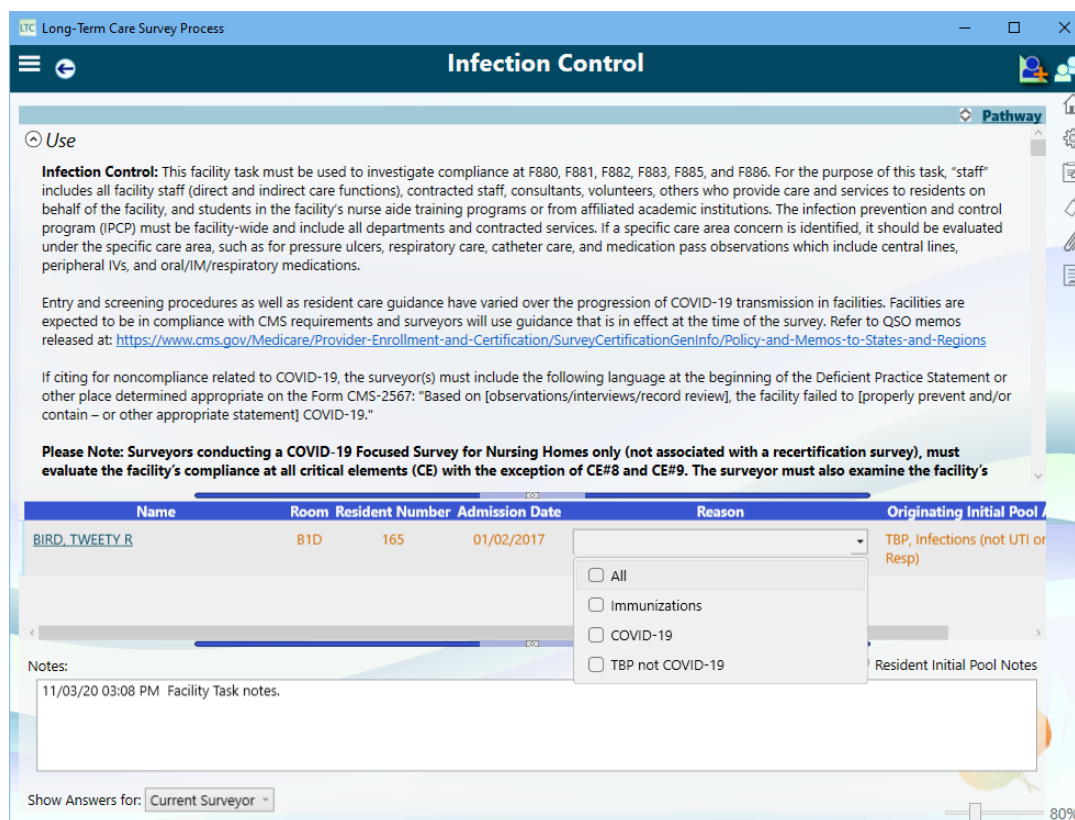 LTC Long-Term Care Survey Process
Infection Control
Pathway
Use
Infection Control: This facility task must be used to investigate compliance at F880, F881, F882, F883, F885, and F886. For the purpose of this task, “staff”
includes all facility staff (direct and indirect care functions), contracted staff, consultants, volunteers, others who provide care and services to residents on
behalf of the facility, and students in the facility’s nurse aide training programs or from affiliated academic institutions. The infection prevention and control
program (IPCP) must be facility-wide and include all departments and contracted services. If a specific care area concern is identified, it should be evaluated
under the specific care area, such as for pressure ulcers, respiratory care, catheter care, and medication pass observations which include central lines,
peripheral IVs, and oral/IM/respiratory medications.
Entry and screening procedures as well as resident care guidance have varied over the progression of COVID-19 transmission in facilities. Facilities are
expected to be in compliance with CMS requirements and surveyors will use guidance that is in effect at the time of the survey. Refer to QSO memos
released at: https://www.cms.gov/Medicare/Provider-Enrollment-and-Certification/SurveyCertificationGenInfo/Policy-and-Memos-to-States-and-Regions
If citing for noncompliance related to COVID-19, the surveyor(s) must include the following language at the beginning of the Deficient Practice Statement or
other place determined appropriate on the Form CMS-2567: "Based on [observations/interviews/record review], the facility failed to [properly prevent and/or
contain – or other appropriate statement] COVID-19."
Please Note: Surveyors conducting a COVID-19 Focused Survey for Nursing Homes only (not associated with a recertification survey), must
evaluate the facility’s compliance at all critical elements (CE) with the exception of CE#8 and CE#9. The surveyor must also examine the facility’s
Name Room Resident Number Admission Date Reason Originating Initial Pool A
BIRD, TWEETY R B1D 165 01/02/2017 TBP, Infections (not UTI or
Resp)
All
Immunizations
COVID-19
TBP not COVID-19
Notes: Resident Initial Pool Notes
11/03/20 03:08 PM Facility Task notes.
Show Answers for: Current Surveyor
80%